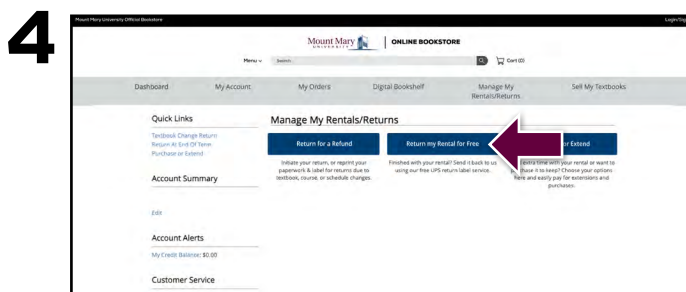 4
Mount Mary University Official Bookstore
Login/Sig
Mount Mary
UNIVERSITY
ONLINE BOOKSTORE
Menu
Search...
Cart (0)
Dashboard
My Account
My Orders
Digital Bookshelf
Manage My
Rentals/Returns
Sell My Textbooks
Quick Links
Textbook Change Return
Return At End Of Term
Purchase or Extend
Account Summary
Edit
Account Alerts
My Credit Balance: $0.00
Customer Service
Manage My Rentals/Returns
Return for a Refund
Initiate your return, or reprint your
paperwork & label for returns due to
textbook, course, or schedule changes.
Return my Rental for Free
Finished with your rental? Send it back to us
using our free UPS return label service.
or Extend
extra time with your rental or want to
purchase it to keep? Choose your options
here and easily pay for extensions and
purchases.